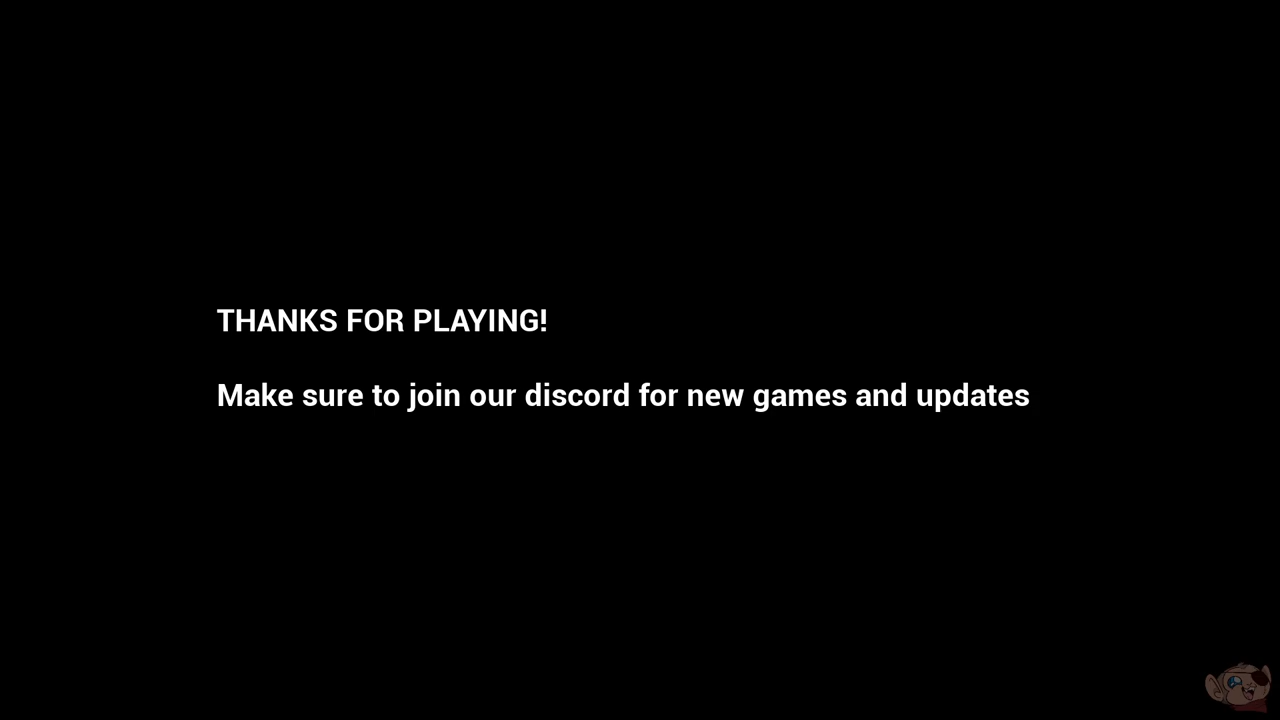 THANKS FOR PLAYING!
Make sure to join our discord for new games and updates